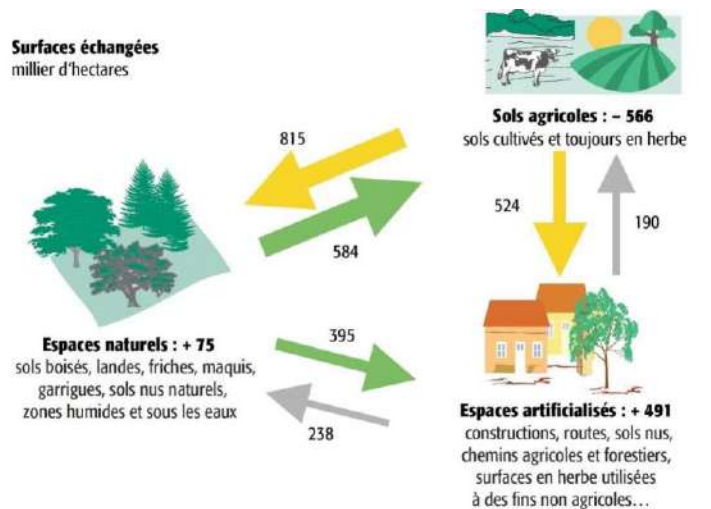 Surfaces échangées
millier d'hectares
Sols agricoles : – 566
sols cultivés et toujours en herbe
815
584
524
190
Espaces naturels : + 75
sols boisés, landes, friches, maquis,
garrigues, sols nus naturels,
zones humides et sous les eaux
395
238
Espaces artificialisés : + 491
constructions, routes, sols nus,
chemins agricoles et forestiers,
surfaces en herbe utilisées
à des fins non agricoles…